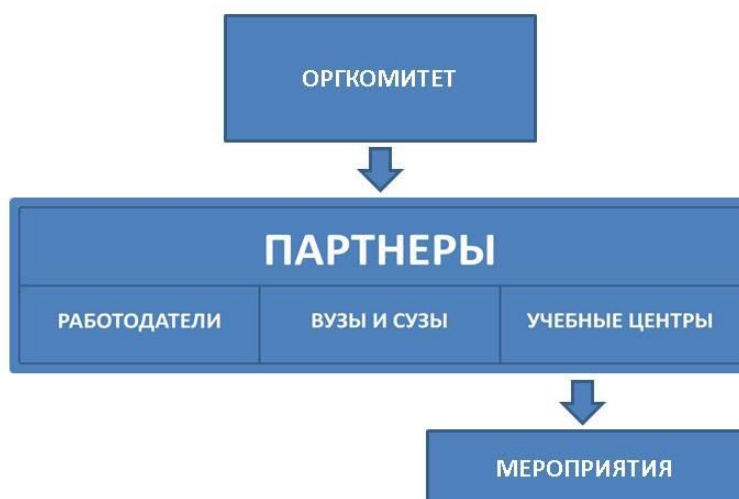 ОРГКОМИТЕТ
ПАРТНЕРЫ
РАБОТОДАТЕЛИ
ВУЗЫ И СУЗЫ
УЧЕБНЫЕ ЦЕНТРЫ
МЕРОПРИЯТИЯ